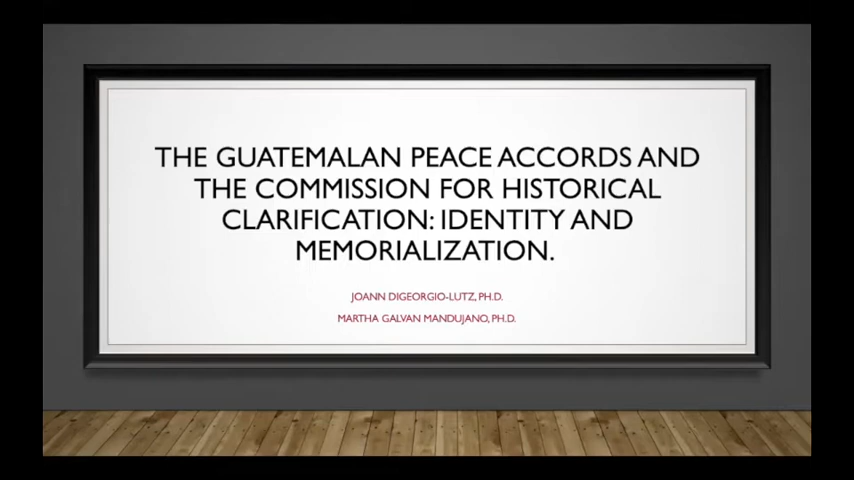 THE GUATEMALAN PEACE ACCORDS AND
THE COMMISSION FOR HISTORICAL
CLARIFICATION: IDENTITY AND
MEMORIALIZATION.
JOANN DIGEORGIO-LUTZ, PH.D.
MARTHA GALVAN MANDUJANO, PH.D.